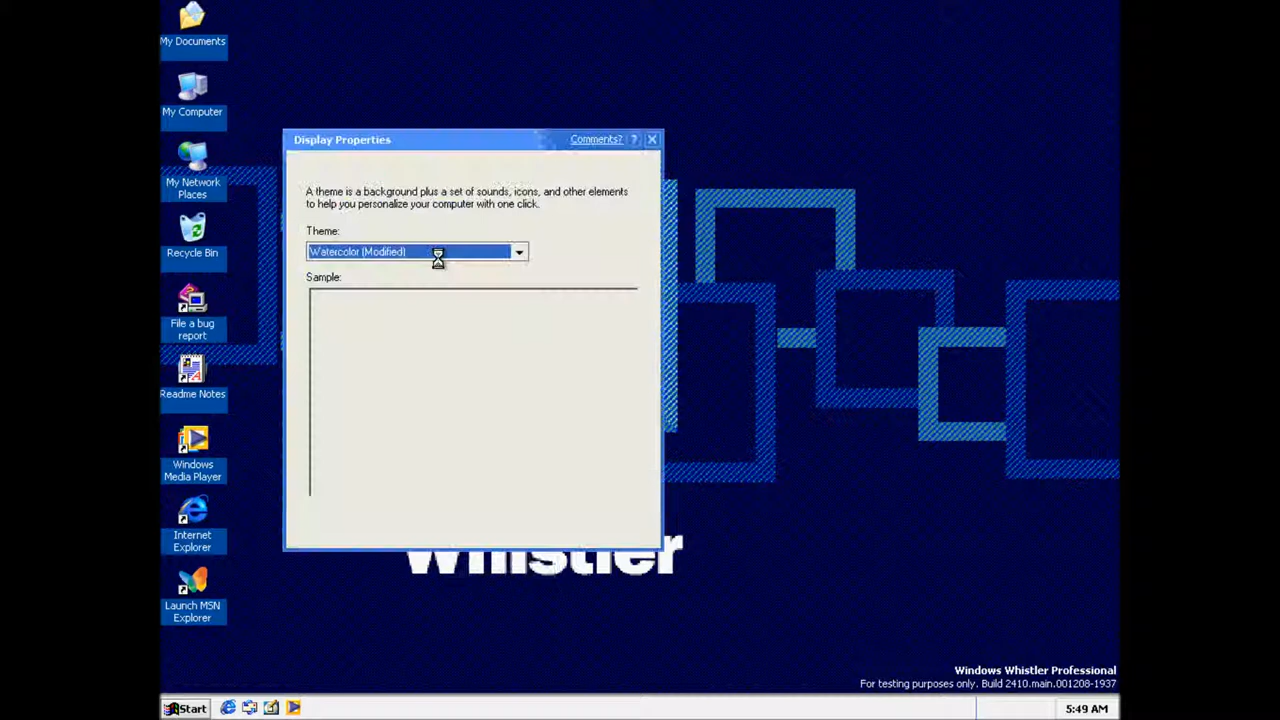 My Documents
My Computer
My Network
Places
Recycle Bin
File a bug
report
Readme Notes
Windows
Media Player
Internet
Explorer
Launch MSN
Explorer
Display Properties
Comments?
A theme is a background plus a set of sounds, icons, and other elements
to help you personalize your computer with one click.
Theme:
Watercolor (Modified)
Sample:
Whistler
Windows Whistler Professional
For testing purposes only. Build 2410.main.001208-1937
Start
5:49 AM